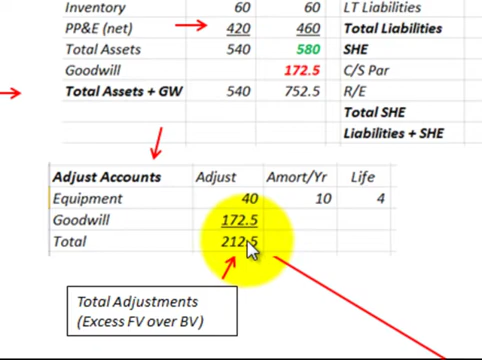 Inventory 60 60 LT Liabilities
PP&E (net) 420 460 Total Liabilities
Total Assets 540 580 SHE
Goodwill 172.5 C/S Par
Total Assets + GW 540 752.5 R/E
Total SHE
Liabilities + SHE
Adjust Accounts Adjust Amort/Yr Life
Equipment 40 10 4
Goodwill 172.5
Total 212.5
Total Adjustments
(Excess FV over BV)